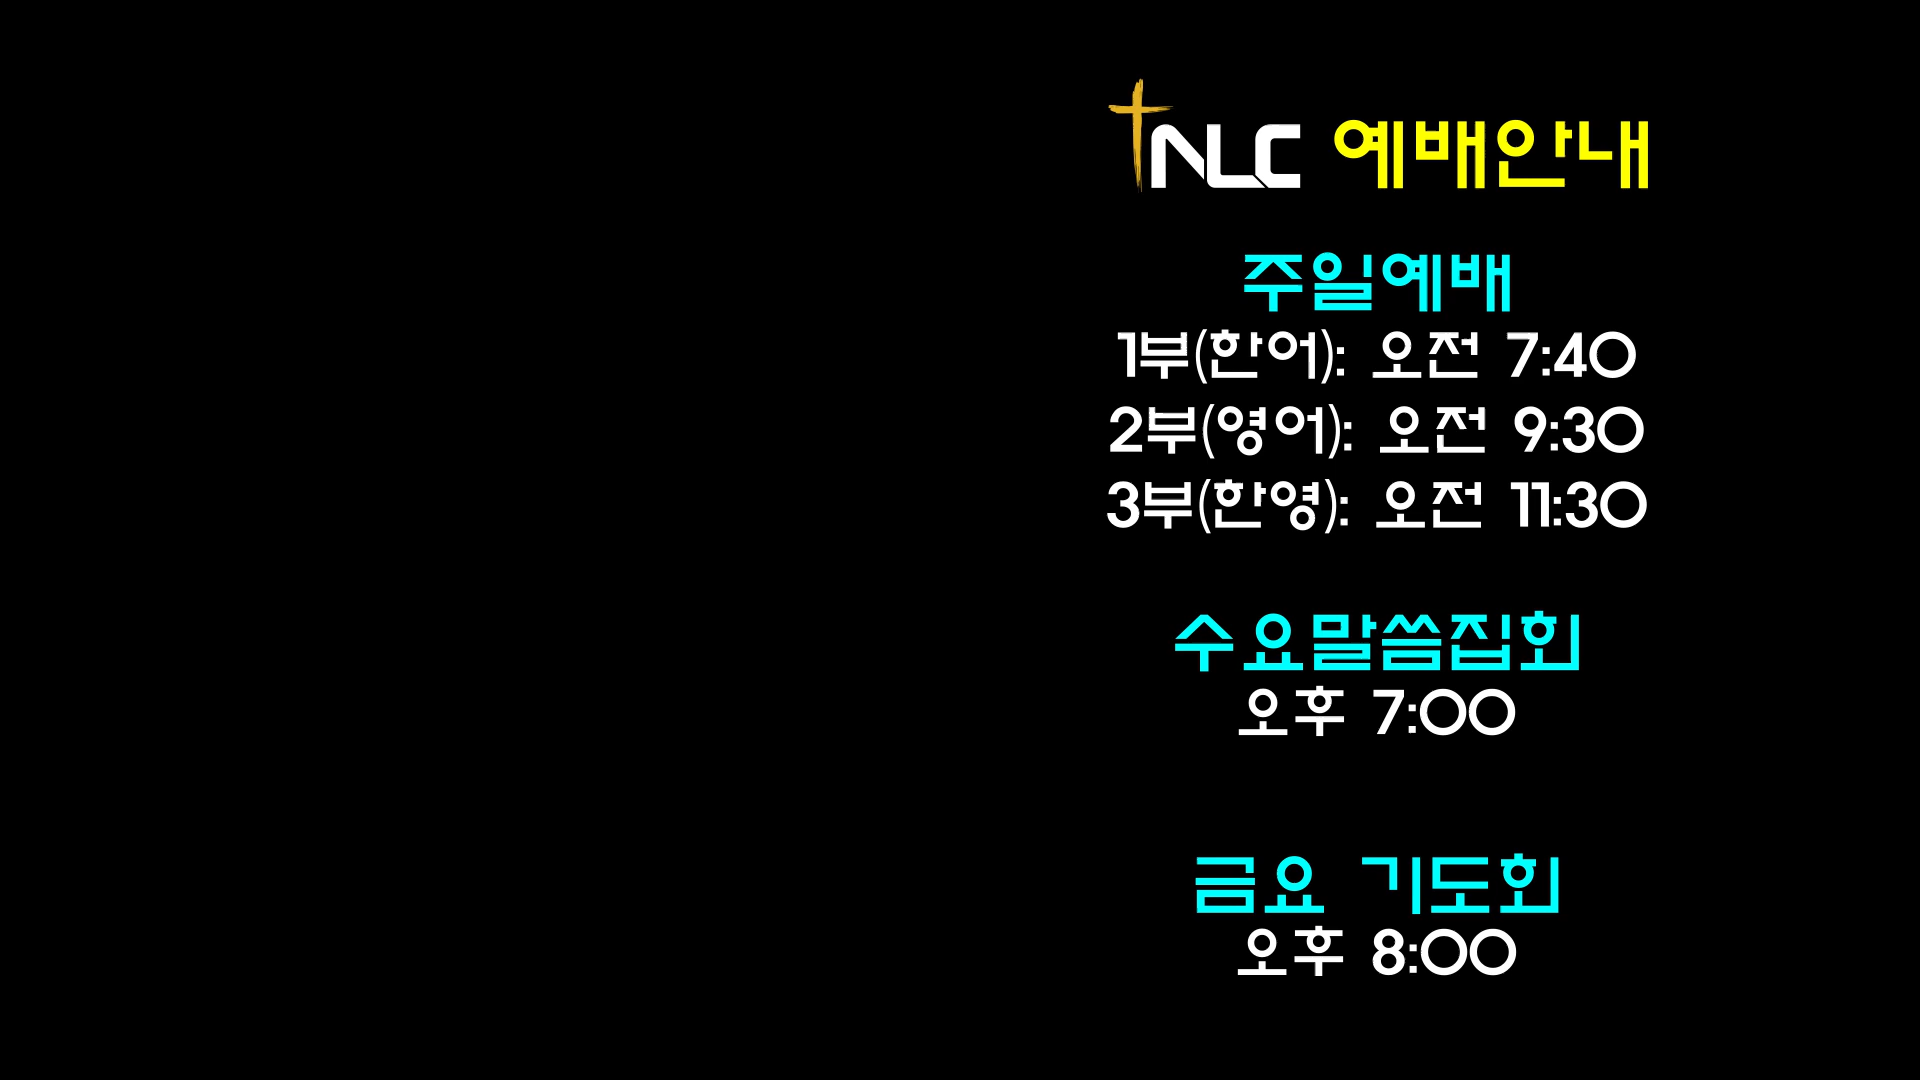 NLC 예배안내
주일예배
1부(한어): 오전 7:40
2부(영어): 오전 9:30
3부(한영): 오전 11:30
수요말씀집회
오후 7:00
금요 기도회
오후 8:00